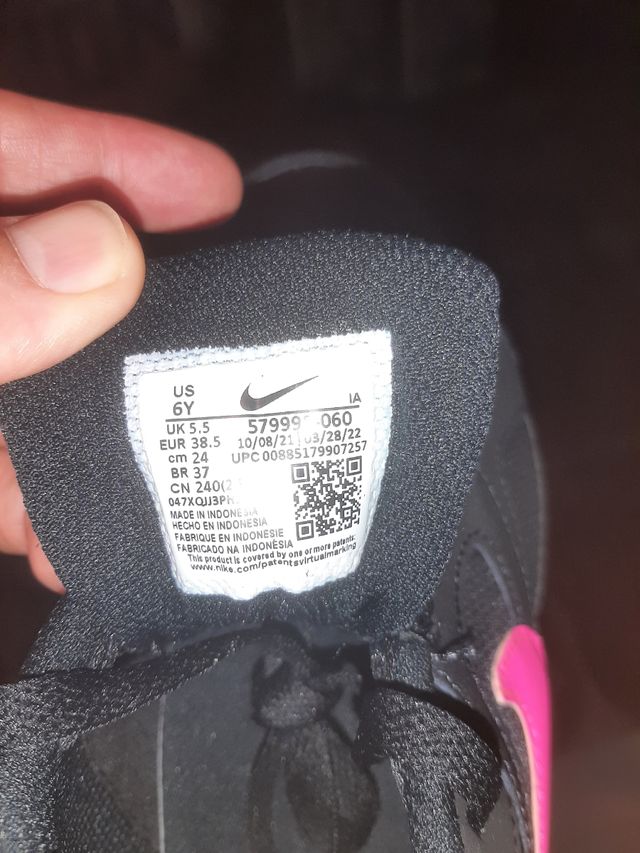 US
6Y
IA
UK 5.5
EUR 38.5 10/08/21 03/28/22
cm 24 UPC 00885179907257
BR 37
CN
MADE IN INDONESIA
HECHO EN INDONESIA
FABRIQUE EN INDONESIE
FABRICADO NA INDONÉSIA
This product is covered by one or more patents:
www.nike.com/patentsvirtualmarking